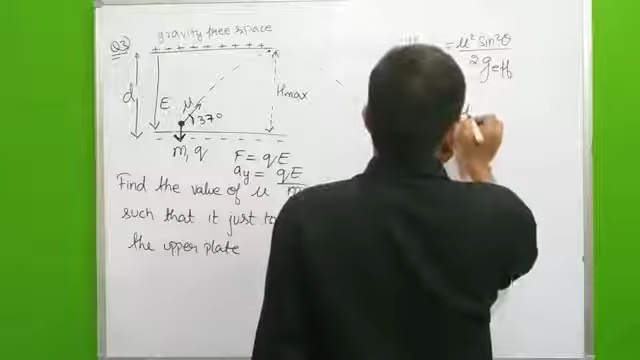 Q3) gravity free space
+ + + + + + + + + +
d
E
u
37°
Hmax
m, q
F = qE
ay = qE/m
Find the value of u
such that it just
the upper plate
= u² sin²θ / 2geff